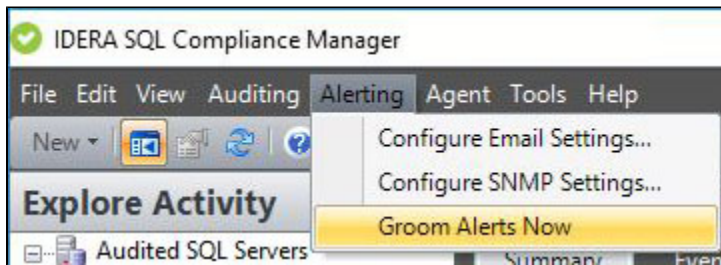 IDERA SQL Compliance Manager
File Edit View Auditing Alerting Agent Tools Help
New
Configure Email Settings...
Configure SNMP Settings...
Explore Activity
Groom Alerts Now
Audited SQL Servers
Summary